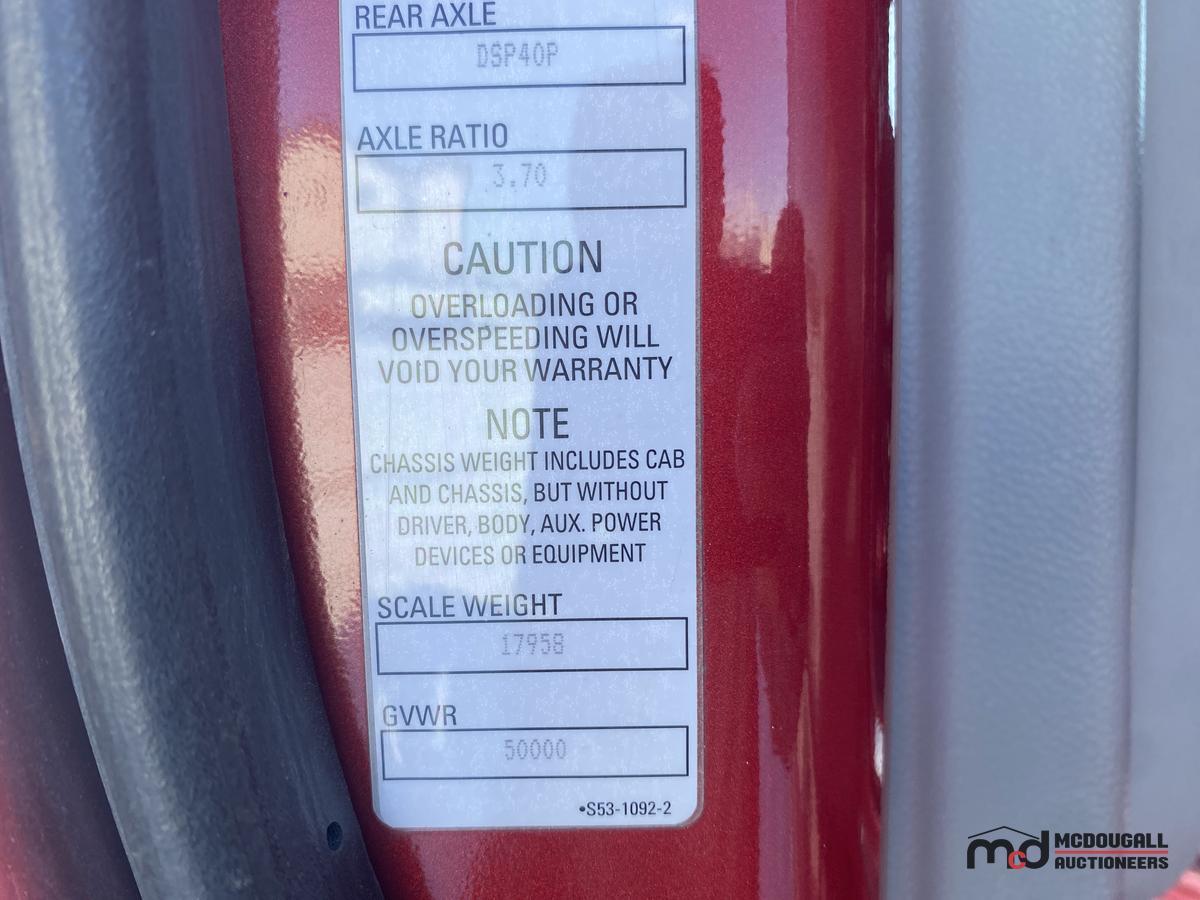 REAR AXLE
DSP40P
AXLE RATIO
3.70
CAUTION
OVERLOADING OR
OVERSPEEDING WILL
VOID YOUR WARRANTY
NOTE
CHASSIS WEIGHT INCLUDES CAB
AND CHASSIS, BUT WITHOUT
DRIVER, BODY, AUX. POWER
DEVICES OR EQUIPMENT
SCALE WEIGHT
17958
GVWR
50000
•S53-1092-2
mcd MCDOUGALL
AUCTIONEERS